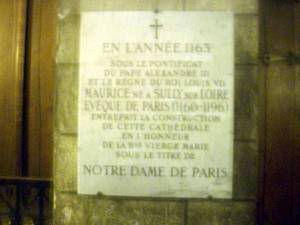 EN L'ANNÉE 1163
SOUS LE PONTIFICAT
DU PAPE ALEXANDRE III
ET LE RÈGNE DU ROI LOUIS VII,
MAURICE NÉ A SULLY SUR LOIRE
ÉVÊQUE DE PARIS (1160-1196)
ENTREPRIT LA CONSTRUCTION
DE CETTE CATHÉDRALE
EN L'HONNEUR
DE LA BSE VIERGE MARIE
SOUS LE TITRE DE
NOTRE DAME DE PARIS